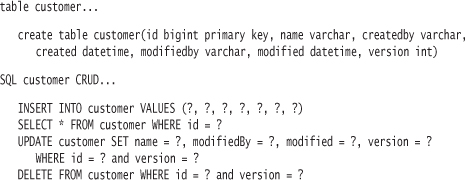 table customer...
create table customer(id bigint primary key, name varchar, createdby varchar,
created datetime, modifiedby varchar, modified datetime, version int)
SQL customer CRUD...
INSERT INTO customer VALUES (?, ?, ?, ?, ?, ?, ?)
SELECT * FROM customer WHERE id = ?
UPDATE customer SET name = ?, modifiedBy = ?, modified = ?, version = ?
WHERE id = ? and version = ?
DELETE FROM customer WHERE id = ? and version = ?